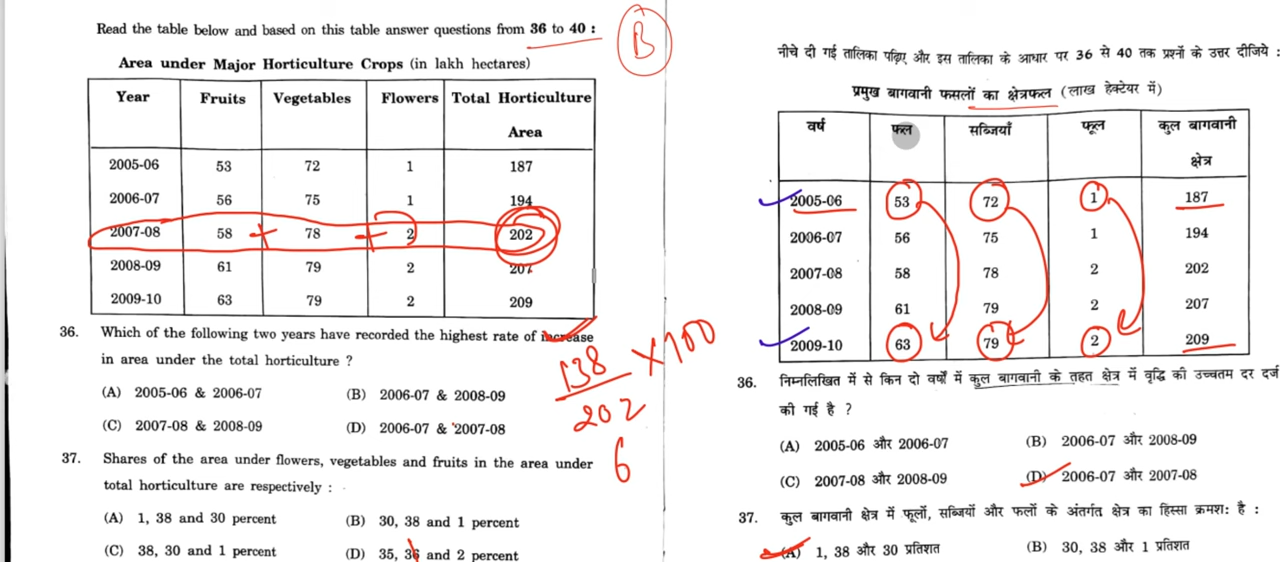 Read the table below and based on this table answer questions from 36 to 40 :
B
Area under Major Horticulture Crops (in lakh hectares)
Year Fruits Vegetables Flowers Total Horticulture
Area
2005-06 53 72 1 187
2006-07 56 75 1 194
2007-08 58 + 78 + 2 202
2008-09 61 79 2 207
2009-10 63 79 2 209
36. Which of the following two years have recorded the highest rate of increase
in area under the total horticulture ?
(A) 2005-06 & 2006-07 (B) 2006-07 & 2008-09
(C) 2007-08 & 2008-09 (D) 2006-07 & 2007-08
138 × 100
202
6
37. Shares of the area under flowers, vegetables and fruits in the area under
total horticulture are respectively :
(A) 1, 38 and 30 percent (B) 30, 38 and 1 percent
(C) 38, 30 and 1 percent (D) 35, 36 and 2 percent
नीचे दी गई तालिका पढ़िए और इस तालिका के आधार पर 36 से 40 तक प्रश्नों के उत्तर दीजिये :
प्रमुख बागवानी फसलों का क्षेत्रफल (लाख हेक्टेयर में)
वर्ष फल सब्जियाँ फूल कुल बागवानी
क्षेत्र
2005-06 53 72 1 187
2006-07 56 75 1 194
2007-08 58 78 2 202
2008-09 61 79 2 207
2009-10 63 79 2 209
36. निम्नलिखित में से किन दो वर्षों में कुल बागवानी के तहत क्षेत्र में वृद्धि की उच्चतम दर दर्ज
की गई है ?
(A) 2005-06 और 2006-07 (B) 2006-07 और 2008-09
(C) 2007-08 और 2008-09 (D) 2006-07 और 2007-08
37. कुल बागवानी क्षेत्र में फूलों, सब्जियों और फलों के अंतर्गत क्षेत्र का हिस्सा क्रमशः है :
(A) 1, 38 और 30 प्रतिशत (B) 30, 38 और 1 प्रतिशत